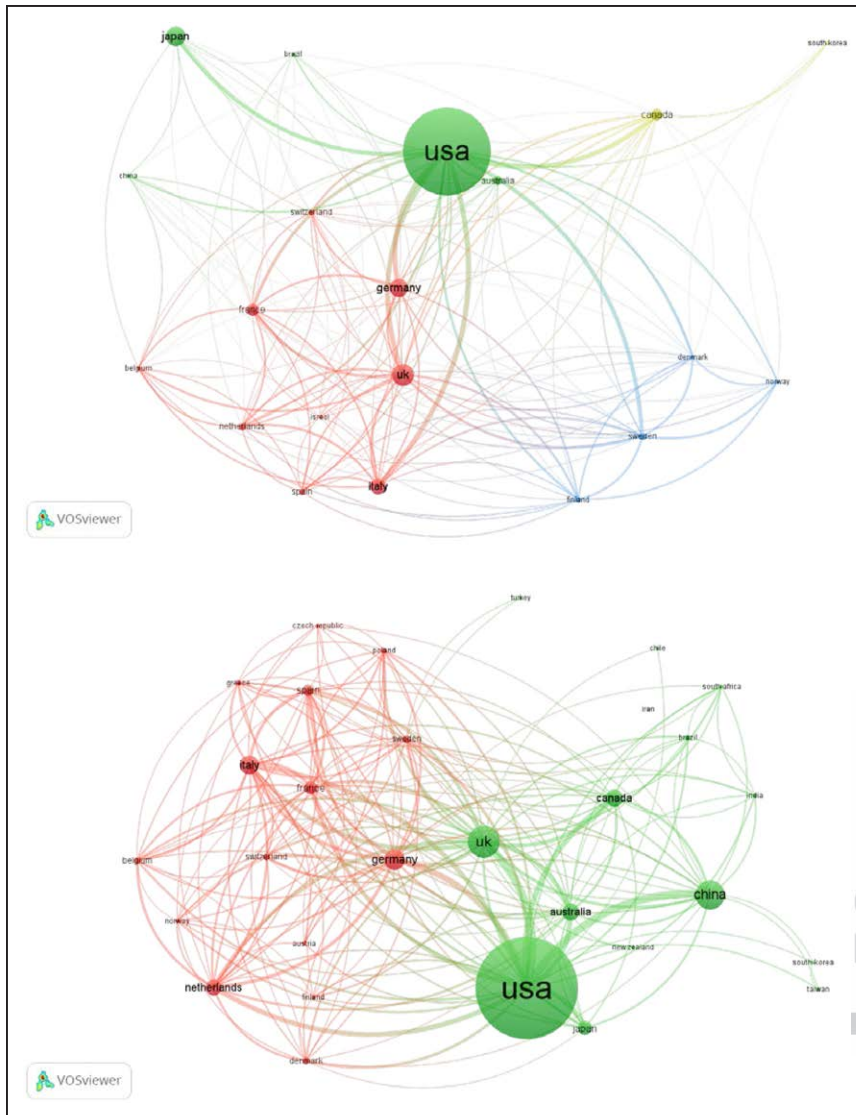 japan
brazil
south korea
canada
usa
australia
china
switzerland
germany
france
belgium
uk
denmark
norway
israel
netherlands
sweden
spain
italy
finland
VOSviewer
turkey
czech republic
poland
chile
greece
spain
south africa
iran
sweden
brazil
italy
france
canada
india
uk
belgium
switzerland
germany
china
australia
norway
austria
new zealand
south korea
netherlands
finland
usa
taiwan
japan
denmark
VOSviewer